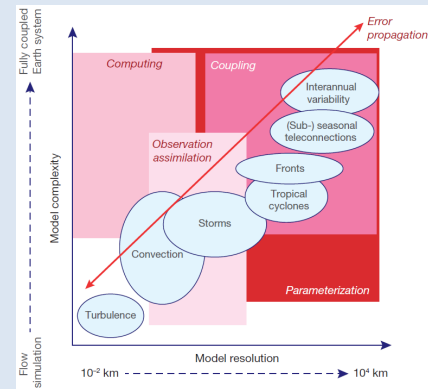 Error
propagation
Fully coupled
Earth system
Computing
Coupling
Interannual
variability
(Sub-) seasonal
teleconnections
Observation
assimilation
Fronts
Tropical
cyclones
Model complexity
Storms
Convection
Parameterization
Turbulence
Flow
simulation
Model resolution
10⁻² km
10⁴ km